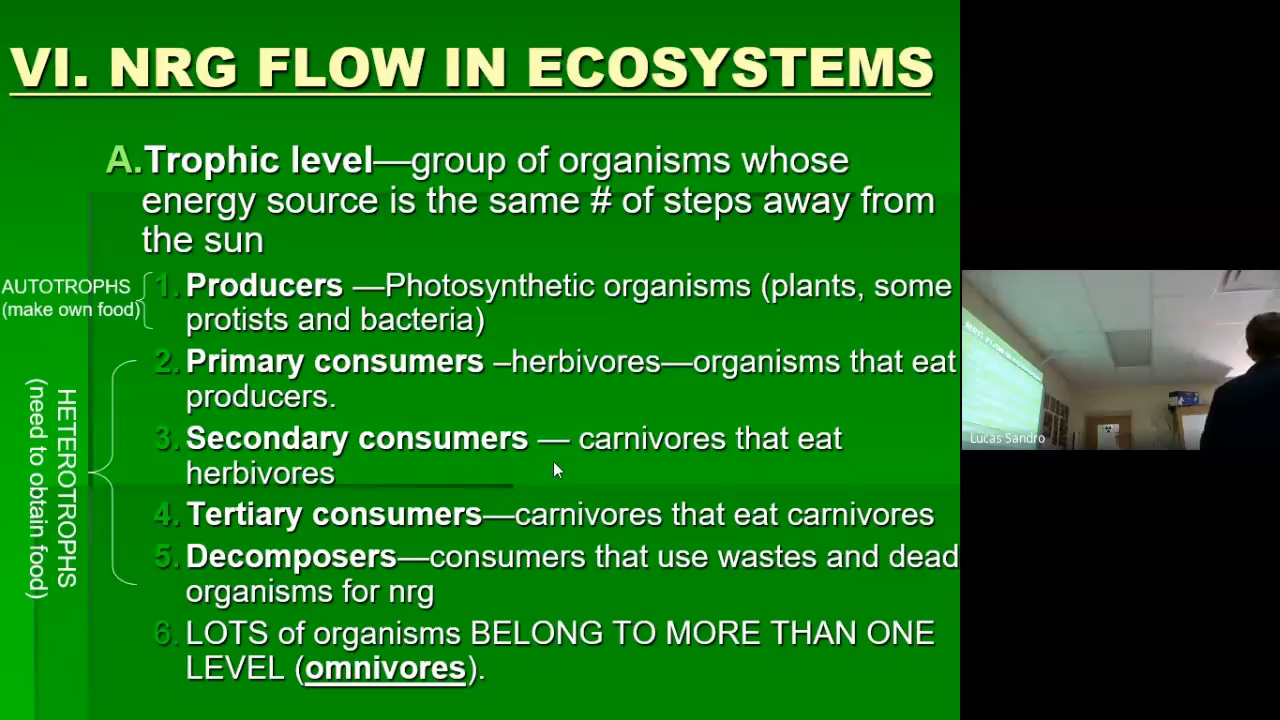 VI. NRG FLOW IN ECOSYSTEMS
A. Trophic level—group of organisms whose
energy source is the same # of steps away from
the sun
AUTOTROPHS
(make own food)
1. Producers —Photosynthetic organisms (plants, some
protists and bacteria)
2. Primary consumers –herbivores—organisms that eat
producers.
HETEROTROPHS
(need to obtain food)
3. Secondary consumers — carnivores that eat
herbivores
4. Tertiary consumers—carnivores that eat carnivores
5. Decomposers—consumers that use wastes and dead
organisms for nrg
6. LOTS of organisms BELONG TO MORE THAN ONE
LEVEL (omnivores).
Lucas Sandro